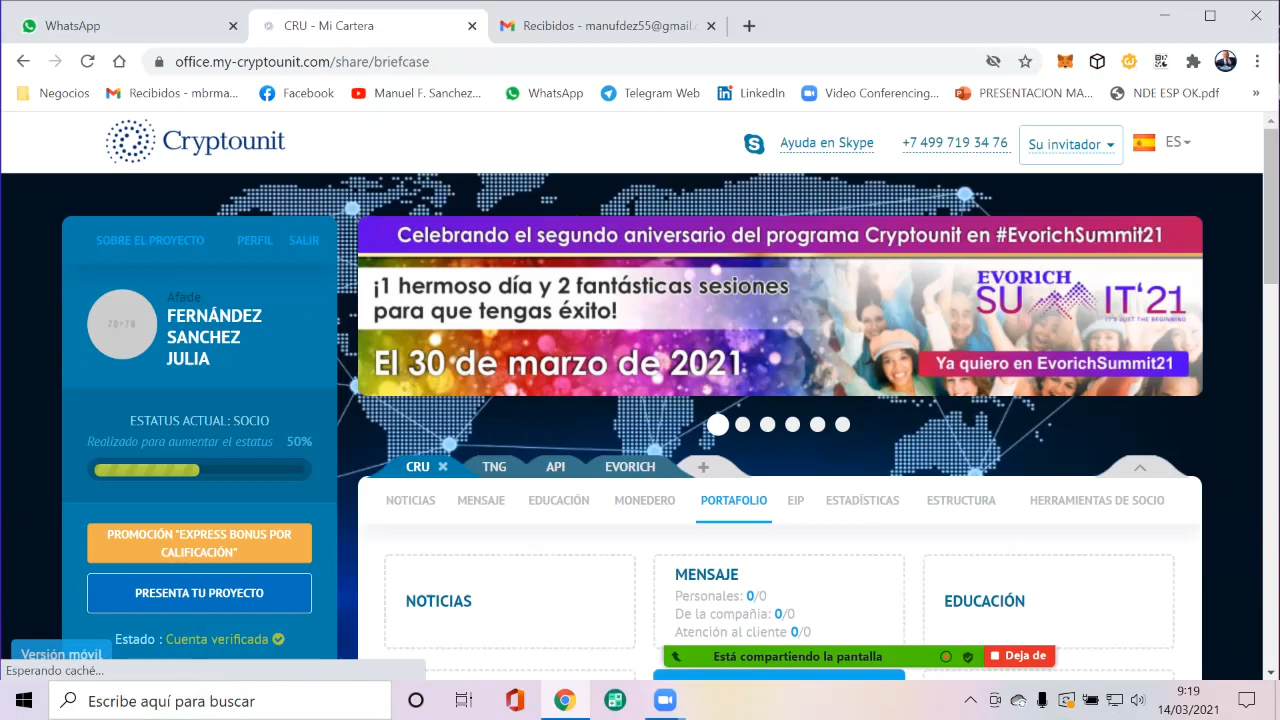 WhatsApp
CRU - Mi Cartera
Recibidos - manufdez55@gmail.
office.my-cryptounit.com/share/briefcase
Negocios
Recibidos - mbrma...
Facebook
Manuel F. Sanchez...
WhatsApp
Telegram Web
LinkedIn
Video Conferencing...
PRESENTACION MA...
NDE ESP OK.pdf
»
Cryptounit
Ayuda en Skype
+7 499 719 34 76
Su invitador
ES
SOBRE EL PROYECTO
PERFIL
SALIR
Afade
FERNÁNDEZ
SANCHEZ
JULIA
70×70
ESTATUS ACTUAL: SOCIO
Realizado para aumentar el estatus 50%
PROMOCIÓN "EXPRESS BONUS POR
CALIFICACIÓN"
PRESENTA TU PROYECTO
Estado : Cuenta verificada
Versión móvil
Esperando caché...
Celebrando el segundo aniversario del programa Cryptounit en #EvorichSummit21
¡1 hermoso día y 2 fantásticas sesiones
para que tengas éxito!
El 30 de marzo de 2021
EVORICH
SUMMIT'21
IT'S JUST THE BEGINNING
Ya quiero en EvorichSummit21
CRU
TNG
API
EVORICH
NOTICIAS
MENSAJE
EDUCACIÓN
MONEDERO
PORTAFOLIO
EIP
ESTADÍSTICAS
ESTRUCTURA
HERRAMIENTAS DE SOCIO
NOTICIAS
MENSAJE
Personales: 0/0
De la compañía: 0/0
Atención al cliente 0/0
EDUCACIÓN
Está compartiendo la pantalla
Deja de
Escribe aquí para buscar
9:19
14/03/2021